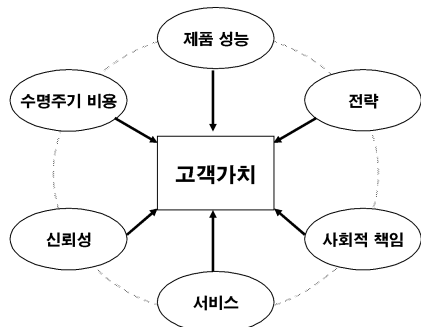 제품 성능
수명주기 비용
전략
고객가치
신뢰성
사회적 책임
서비스